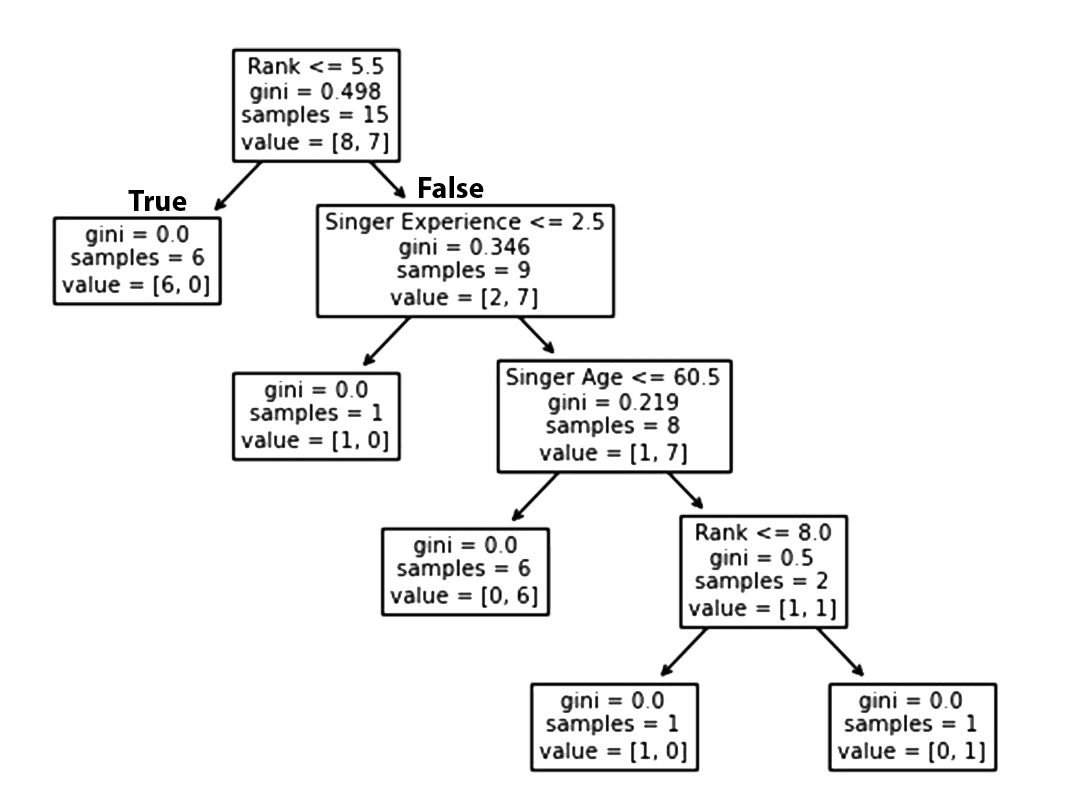 Rank <= 5.5
gini = 0.498
samples = 15
value = [8, 7]
True
False
gini = 0.0
samples = 6
value = [6, 0]
Singer Experience <= 2.5
gini = 0.346
samples = 9
value = [2, 7]
gini = 0.0
samples = 1
value = [1, 0]
Singer Age <= 60.5
gini = 0.219
samples = 8
value = [1, 7]
gini = 0.0
samples = 6
value = [0, 6]
Rank <= 8.0
gini = 0.5
samples = 2
value = [1, 1]
gini = 0.0
samples = 1
value = [1, 0]
gini = 0.0
samples = 1
value = [0, 1]